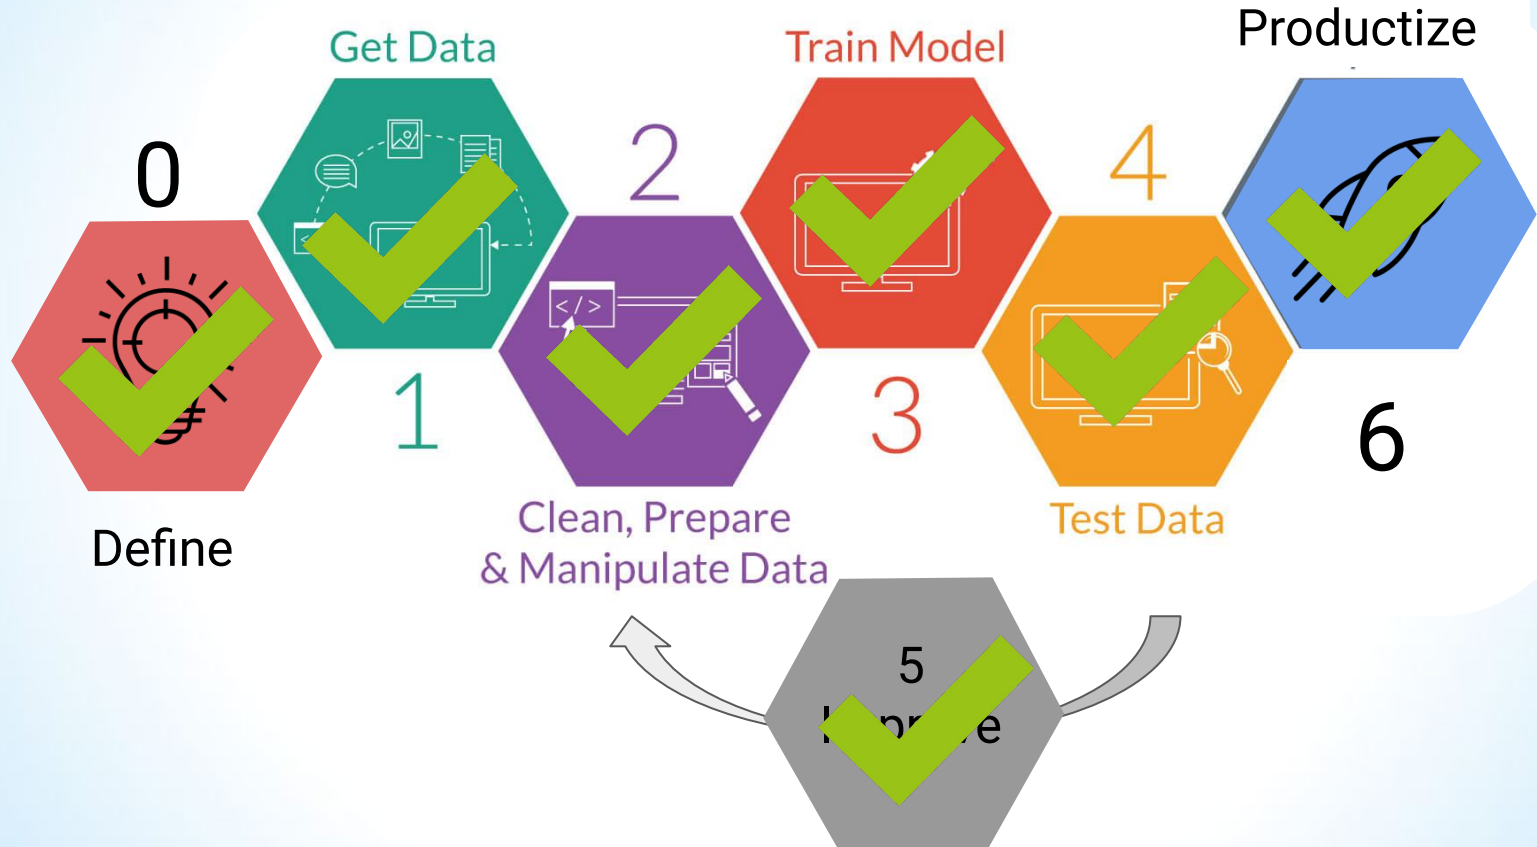 0
Define
Get Data
1
2
Clean, Prepare
& Manipulate Data
</>
Train Model
3
4
Test Data
5
Productize
6